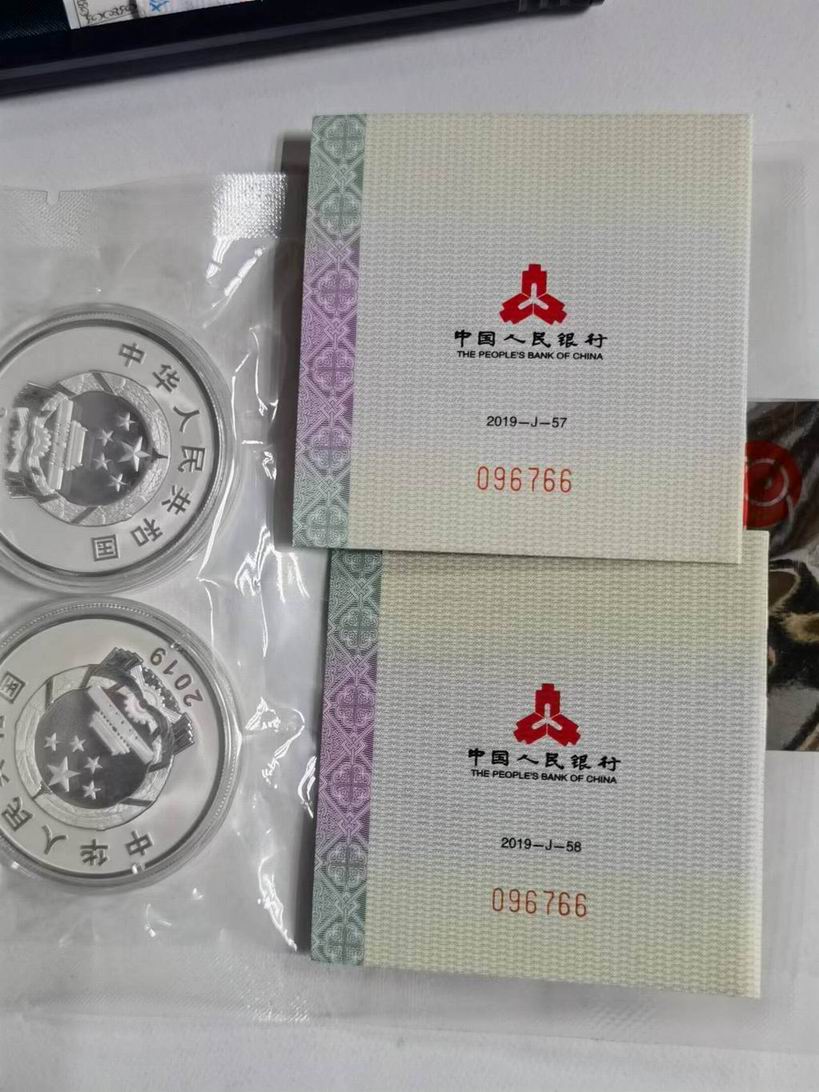 中华人民共和国
中国人民银行
THE PEOPLE'S BANK OF CHINA
2019—J—57
096766
2019
中华人民
国
中国人民银行
THE PEOPLE'S BANK OF CHINA
2019—J—58
096766